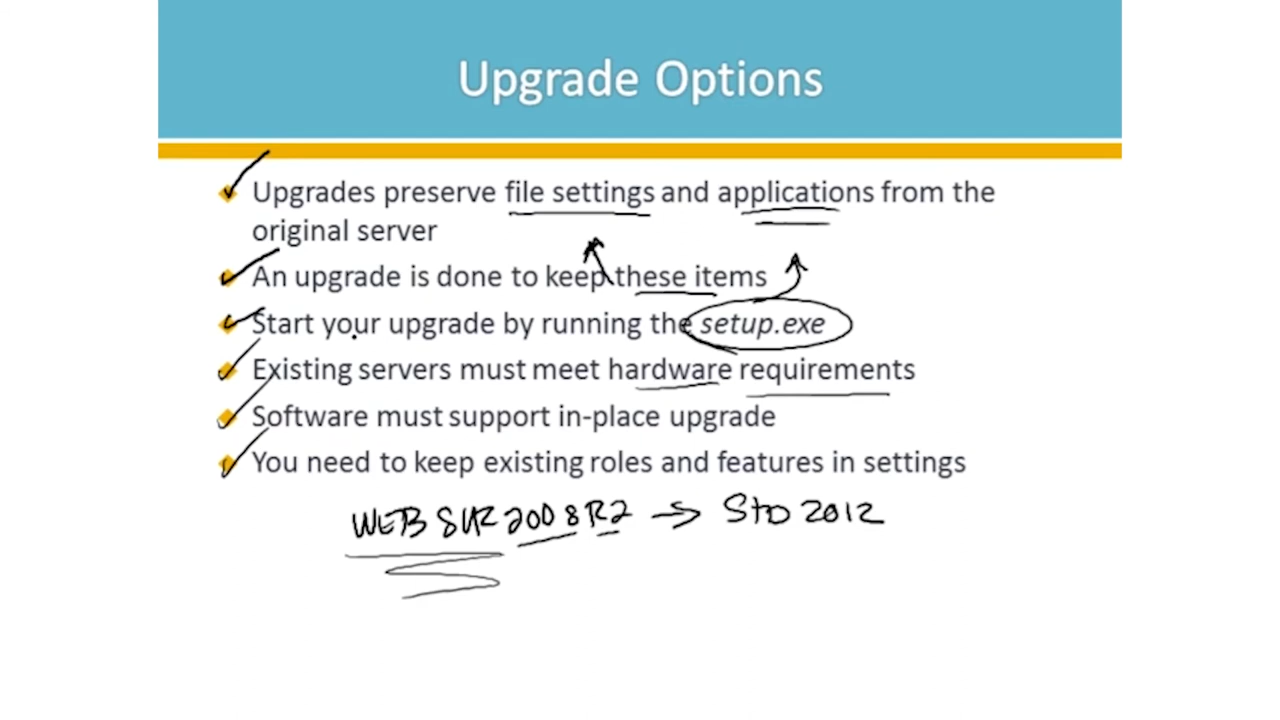 Upgrade Options
Upgrades preserve file settings and applications from the
original server
An upgrade is done to keep these items
Start your upgrade by running the setup.exe
Existing servers must meet hardware requirements
Software must support in-place upgrade
You need to keep existing roles and features in settings
WEB SVR 2008 R2 → STD 2012